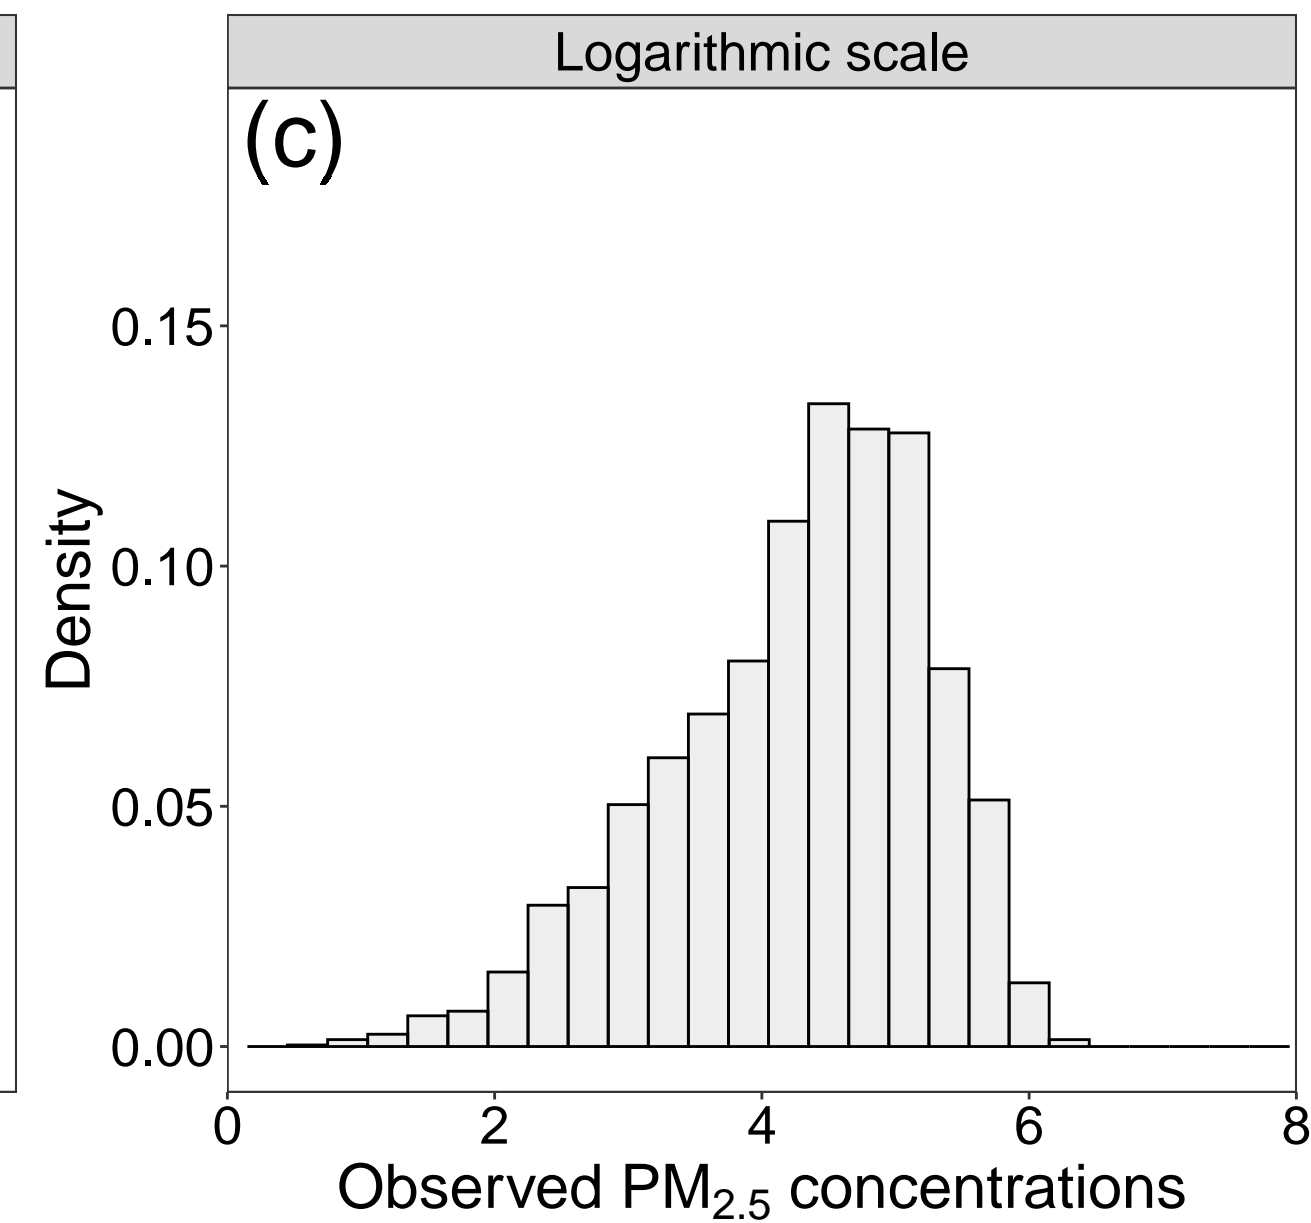 Logarithmic scale
(c)
0.15
0.10
0.05
0.00
Density
0 2 4 6 8
Observed PM2.5 concentrations